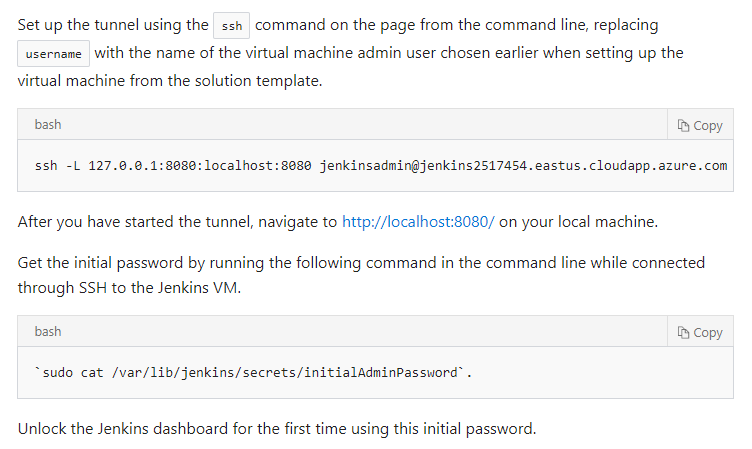 Set up the tunnel using the ssh command on the page from the command line, replacing
username with the name of the virtual machine admin user chosen earlier when setting up the
virtual machine from the solution template.
bash Copy
ssh -L 127.0.0.1:8080:localhost:8080 jenkinsadmin@jenkins2517454.eastus.cloudapp.azure.com
After you have started the tunnel, navigate to http://localhost:8080/ on your local machine.
Get the initial password by running the following command in the command line while connected
through SSH to the Jenkins VM.
bash Copy
`sudo cat /var/lib/jenkins/secrets/initialAdminPassword`.
Unlock the Jenkins dashboard for the first time using this initial password.